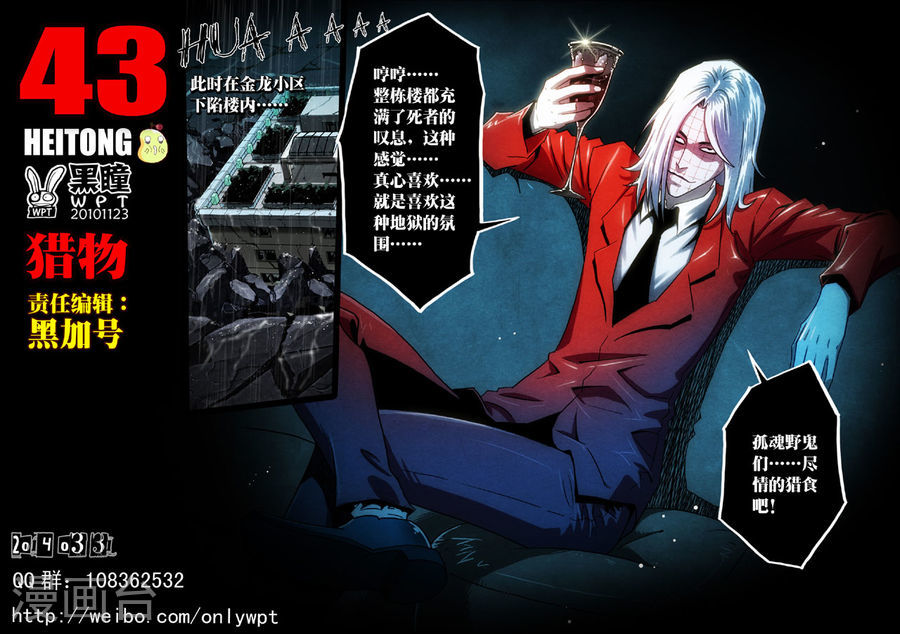 43
HEITONG
黑瞳
WPT
WPT
20101123
猎物
责任编辑：
黑加号
HUA A A A A
此时在金龙小区
下陷楼内……
哼哼……
整栋楼都充
满了死者的
叹息，这种
感觉……
真心喜欢……
就是喜欢这
种地狱的氛
围……
孤魂野鬼
们……尽
情的猎食
吧！
20140331
QQ群：108362532
漫画台
http://weibo.com/onlywpt